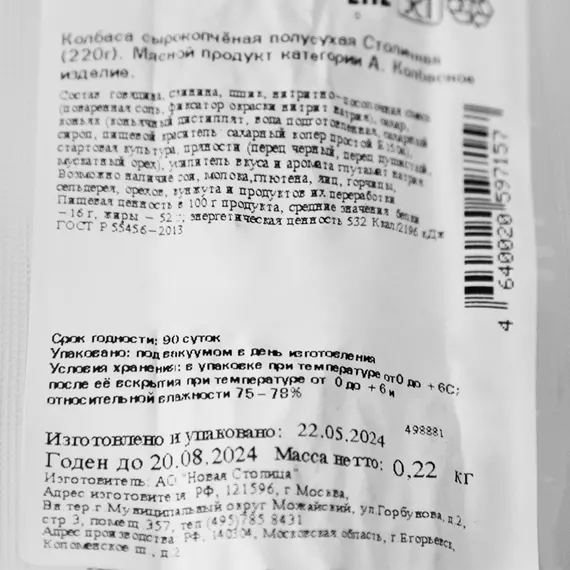 Колбаса сырокопчёная полусухая Столичная
(220г). Мясной продукт категории А. Колбасное
изделие.
Состав говядина, свинина, шпик, нитритно-посолочная смесь
(поваренная соль, фиксатор окраски нитрит натрия), сахар,
коньяк (коньячный дистиллят, вода подготовленная, сахарный
сироп, пищевой краситель сахарный колер простой Е150а),
стартовая культура, пряности (перец черный, перец душистый,
мускатный орех), усилитель вкуса и аромата глутамат натрия
Возможно наличие сои, молока, глютена, яиц, горчицы,
сельдерея, орехов, кунжута и продуктов их переработки
Пищевая ценность в 100 г продукта, средние значения белки
– 16 г, жиры – 52 г; энергетическая ценность 532 Ккал/2196 кДж
ГОСТ Р 55456-2013
4 640020 597157
Срок годности: 90 суток
Упаковано: под вакуумом в день изготовления
Условия хранения: в упаковке при температуре от 0 до +6С;
после её вскрытия при температуре от 0 до +6 и
относительной влажности 75-78%
Изготовлено и упаковано: 22.05.2024 498881
Годен до 20.08.2024 Масса нетто: 0,22 кг
Изготовитель: АО "Новая Столица"
Адрес изготовителя РФ, 121596, г Москва,
Вн тер г Муниципальный округ Можайский, ул.Горбунова, д.2,
стр 3, помещ 357, тел (495)785 8431
Адрес производства РФ, 140304, Московская область, г Егорьевск,
Коломенское ш, д 2